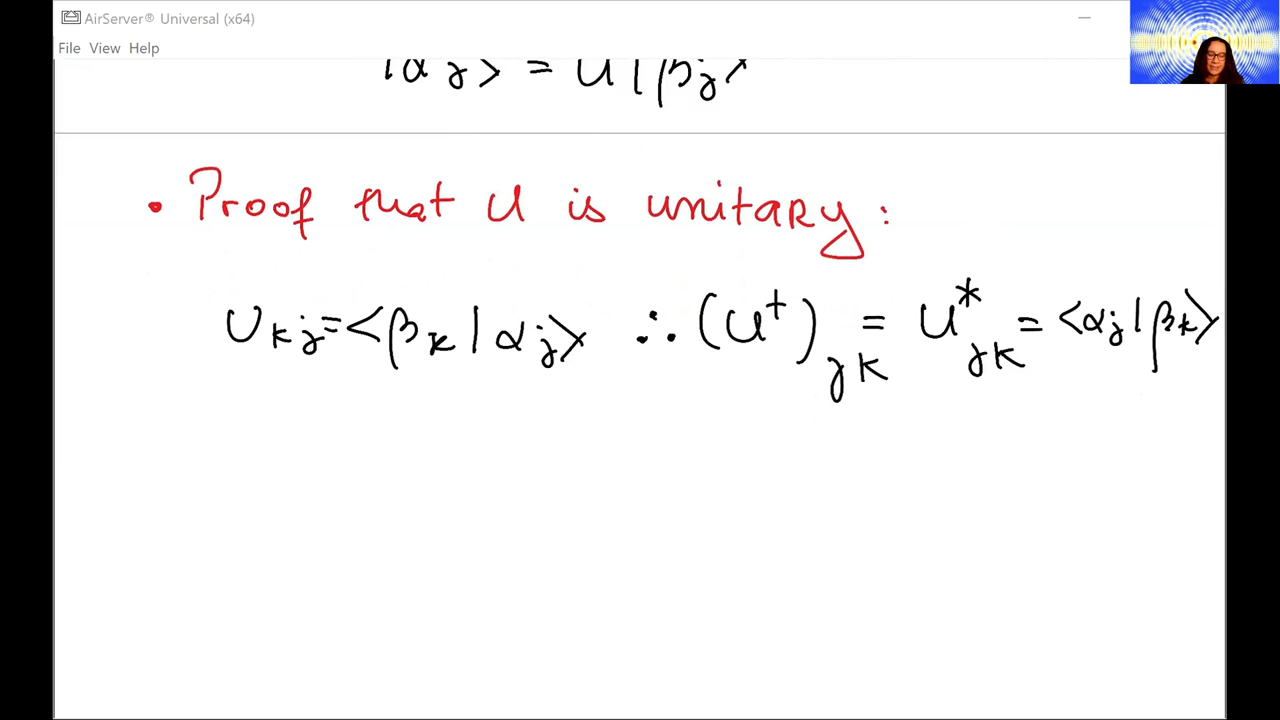 AirServer® Universal (x64)
File View Help
|αj⟩ = U|βj⟩
• Proof that U is unitary:
Ukj=<βk|αj> ∴ (U†)jk = U*jk = <αj|βk>